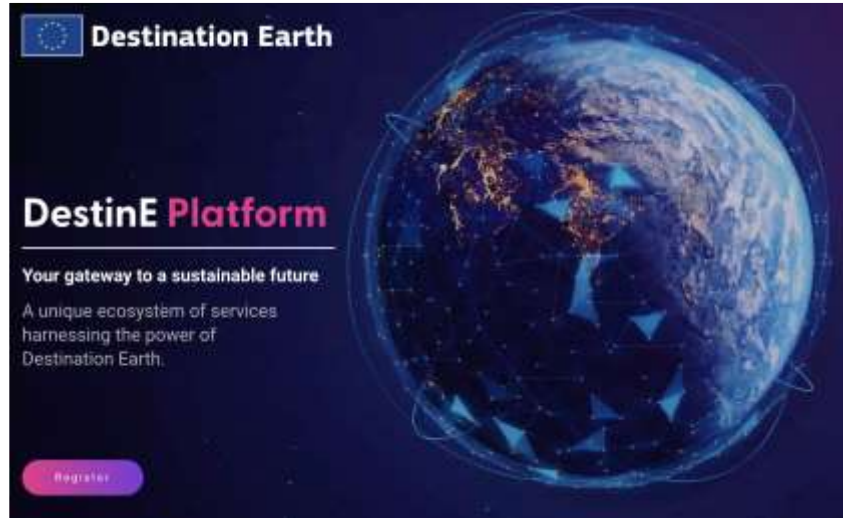 Destination Earth
DestinE Platform
Your gateway to a sustainable future
A unique ecosystem of services
harnessing the power of
Destination Earth.
Register